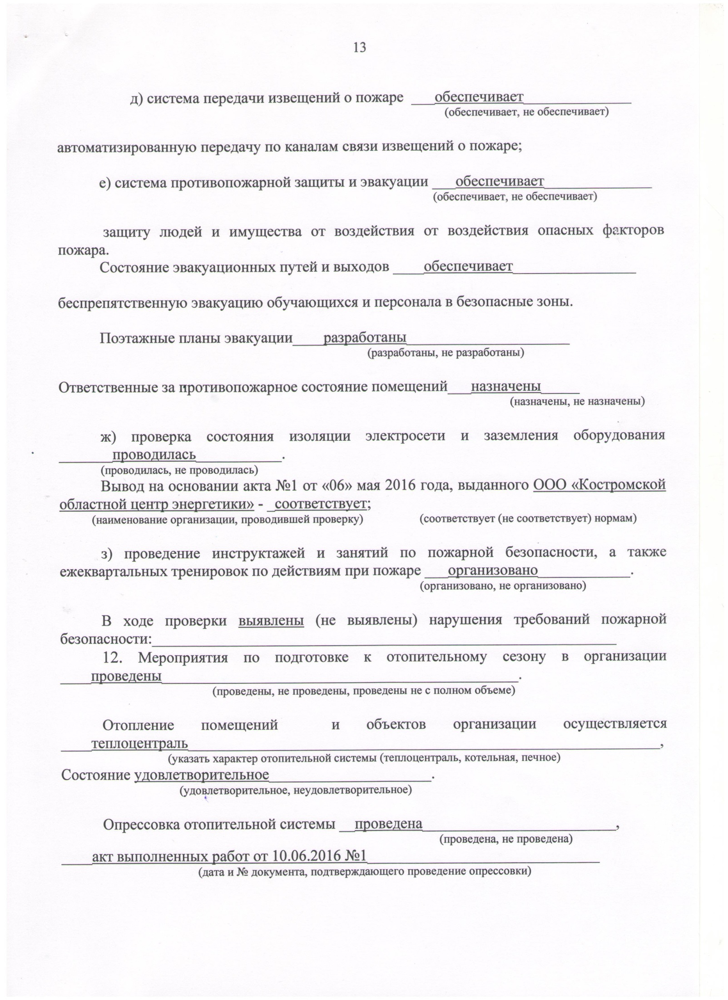 13
д) система передачи извещений о пожаре ___обеспечивает______________
(обеспечивает, не обеспечивает)
автоматизированную передачу по каналам связи извещений о пожаре;
е) система противопожарной защиты и эвакуации ___обеспечивает______________
(обеспечивает, не обеспечивает)
защиту людей и имущества от воздействия от воздействия опасных факторов
пожара.
Состояние эвакуационных путей и выходов ____обеспечивает________________
беспрепятственную эвакуацию обучающихся и персонала в безопасные зоны.
Поэтажные планы эвакуации____разработаны_____________________
(разработаны, не разработаны)
Ответственные за противопожарное состояние помещений___назначены_____
(назначены, не назначены)
ж) проверка состояния изоляции электросети и заземления оборудования
_______проводилась___________.
(проводилась, не проводилась)
Вывод на основании акта №1 от «06» мая 2016 года, выданного ООО «Костромской
областной центр энергетики» - _соответствует;
(наименование организации, проводившей проверку) (соответствует (не соответствует) нормам)
з) проведение инструктажей и занятий по пожарной безопасности, а также
ежеквартальных тренировок по действиям при пожаре ___организовано____________.
(организовано, не организовано)
В ходе проверки выявлены (не выявлены) нарушения требований пожарной
безопасности:____________________________________________________________
12. Мероприятия по подготовке к отопительному сезону в организации
____проведены______________________________________________.
(проведены, не проведены, проведены не с полном объеме)
Отопление помещений и объектов организации осуществляется
____теплоцентраль_____________________________________________________________,
(указать характер отопительной системы (теплоцентраль, котельная, печное)
Состояние удовлетворительное_____________________.
(удовлетворительное, неудовлетворительное)
Опрессовка отопительной системы __проведена_________________________,
(проведена, не проведена)
____акт выполненных работ от 10.06.2016 №1______________________________
(дата и № документа, подтверждающего проведение опрессовки)